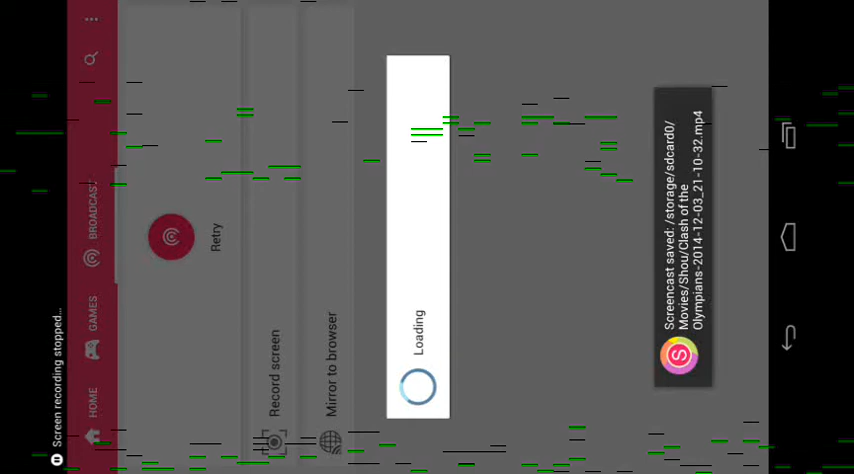 Screen recording stopped...
HOME
GAMES
BROADCAST
Retry
Record screen
Mirror to browser
Loading
Screencast saved: /storage/sdcard0/
Movies/Shou/Clash of the
Olympians-2014-12-03_21-10-32.mp4